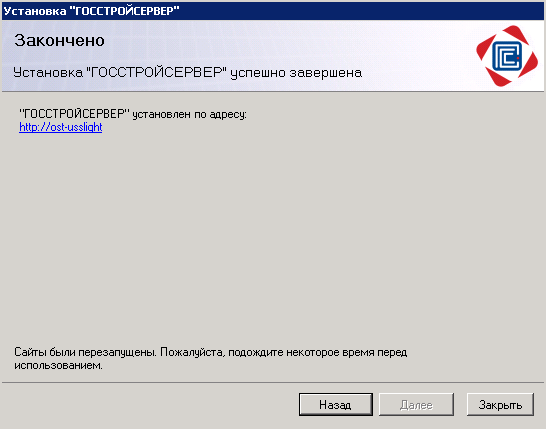 Установка "ГОССТРОЙСЕРВЕР"
Закончено
Установка "ГОССТРОЙСЕРВЕР" успешно завершена
"ГОССТРОЙСЕРВЕР" установлен по адресу:
http://ost-usslight
Сайты были перезапущены. Пожалуйста, подождите некоторое время перед
использованием.
Назад
Далее
Закрыть